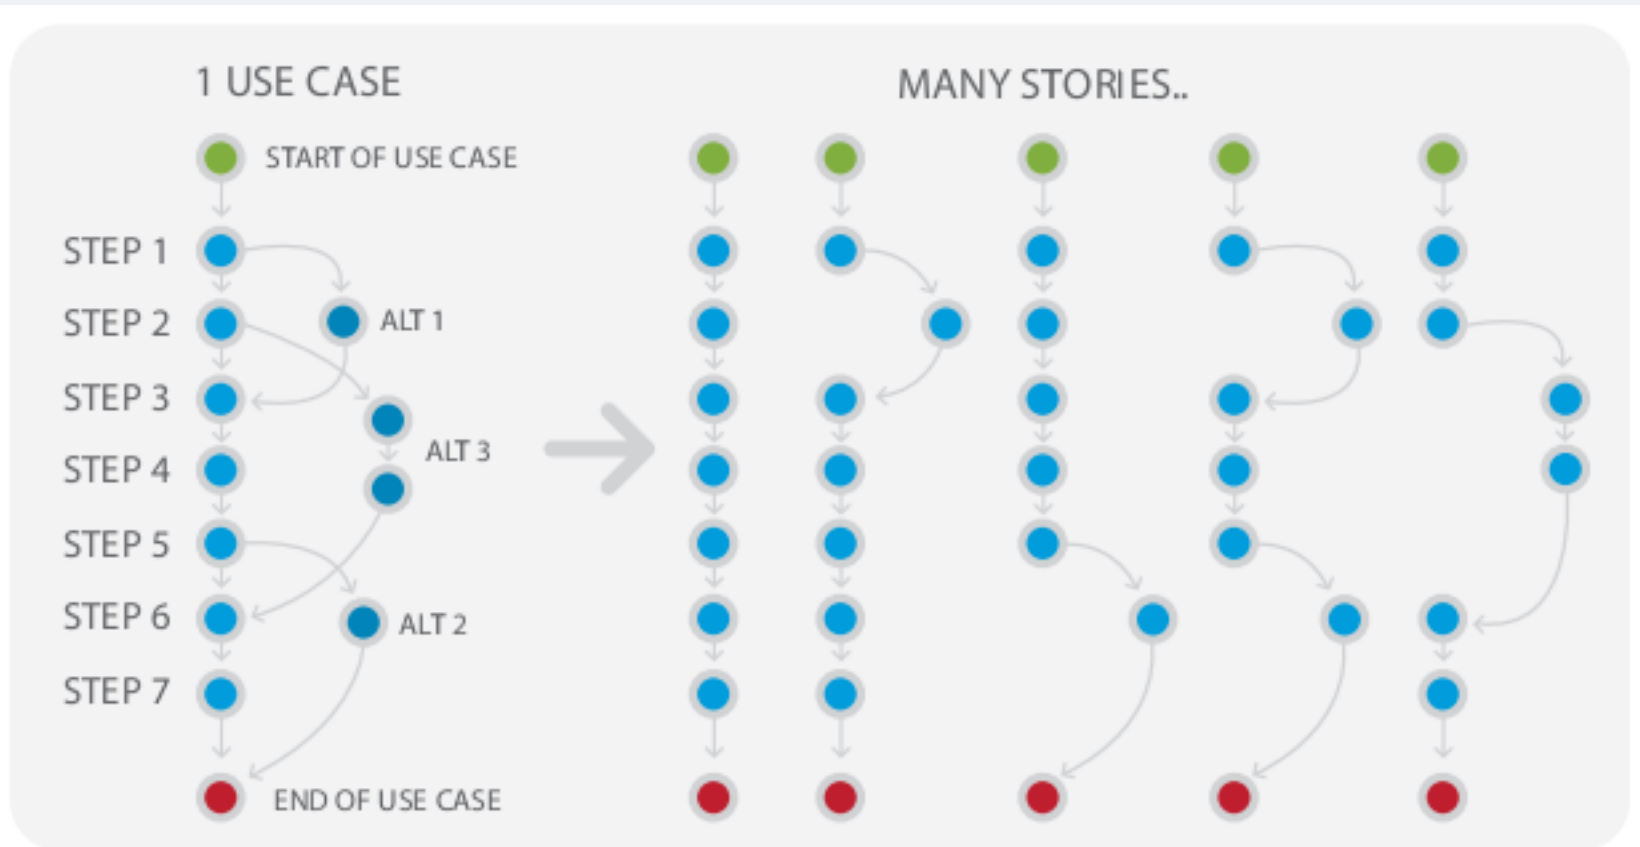 1 USE CASE
MANY STORIES..
START OF USE CASE
STEP 1
STEP 2
ALT 1
STEP 3
ALT 3
STEP 4
STEP 5
STEP 6
ALT 2
STEP 7
END OF USE CASE